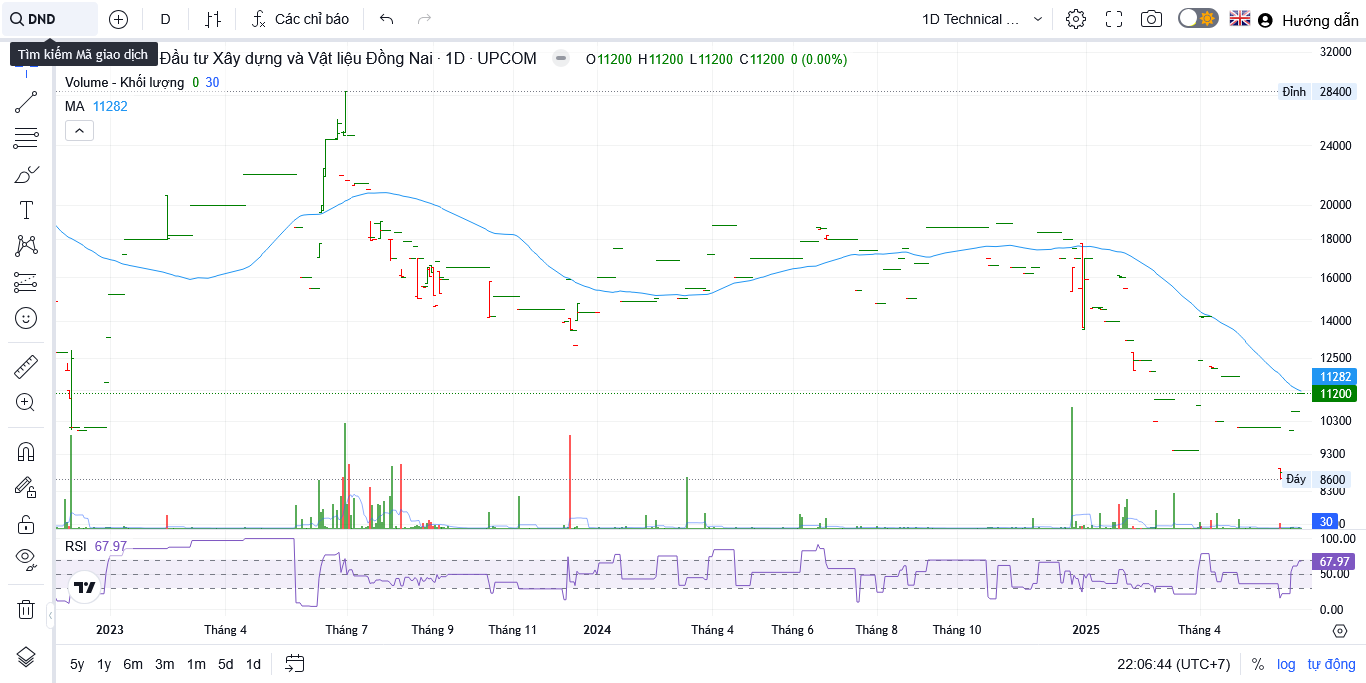 DND
D
Các chỉ báo
1D Technical ...
Hướng dẫn
Tìm kiếm Mã giao dịch
Đầu tư Xây dựng và Vật liệu Đồng Nai · 1D · UPCOM
O11200 H11200 L11200 C11200 0 (0.00%)
Volume - Khối lượng 0 30
MA 11282
32000
Đỉnh 28400
24000
20000
18000
16000
14000
12500
11282
11200
10300
9300
Đáy 8600
8300
30
0
RSI 67.97
100.00
67.97
50.00
0.00
2023 Tháng 4 Tháng 7 Tháng 9 Tháng 11 2024 Tháng 4 Tháng 6 Tháng 8 Tháng 10 2025 Tháng 4
5y 1y 6m 3m 1m 5d 1d
22:06:44 (UTC+7) % log tự động